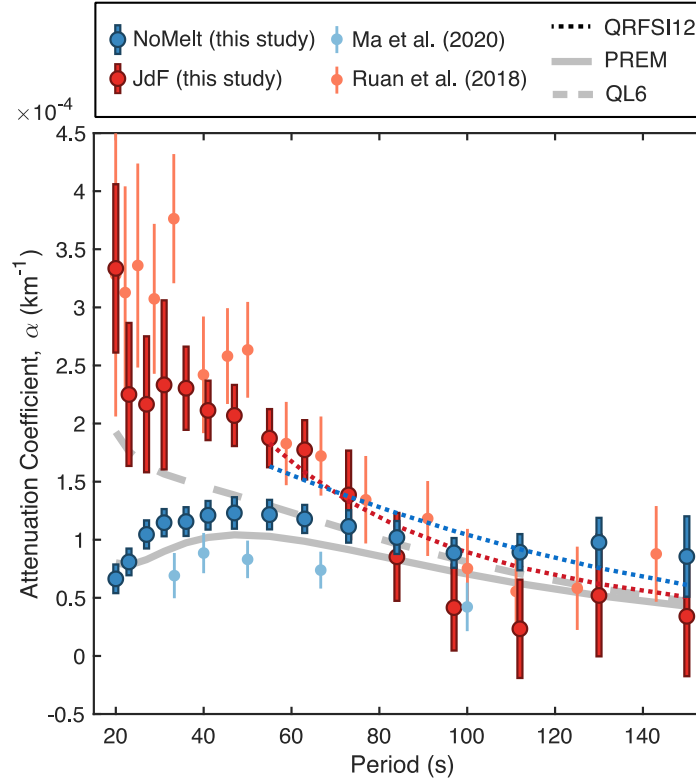 NoMelt (this study)
Ma et al. (2020)
QRFSI12
JdF (this study)
Ruan et al. (2018)
PREM
QL6
×10⁻⁴
4.5
4
3.5
3
2.5
2
1.5
1
0.5
0
-0.5
Attenuation Coefficient, α (km⁻¹)
20 40 60 80 100 120 140
Period (s)